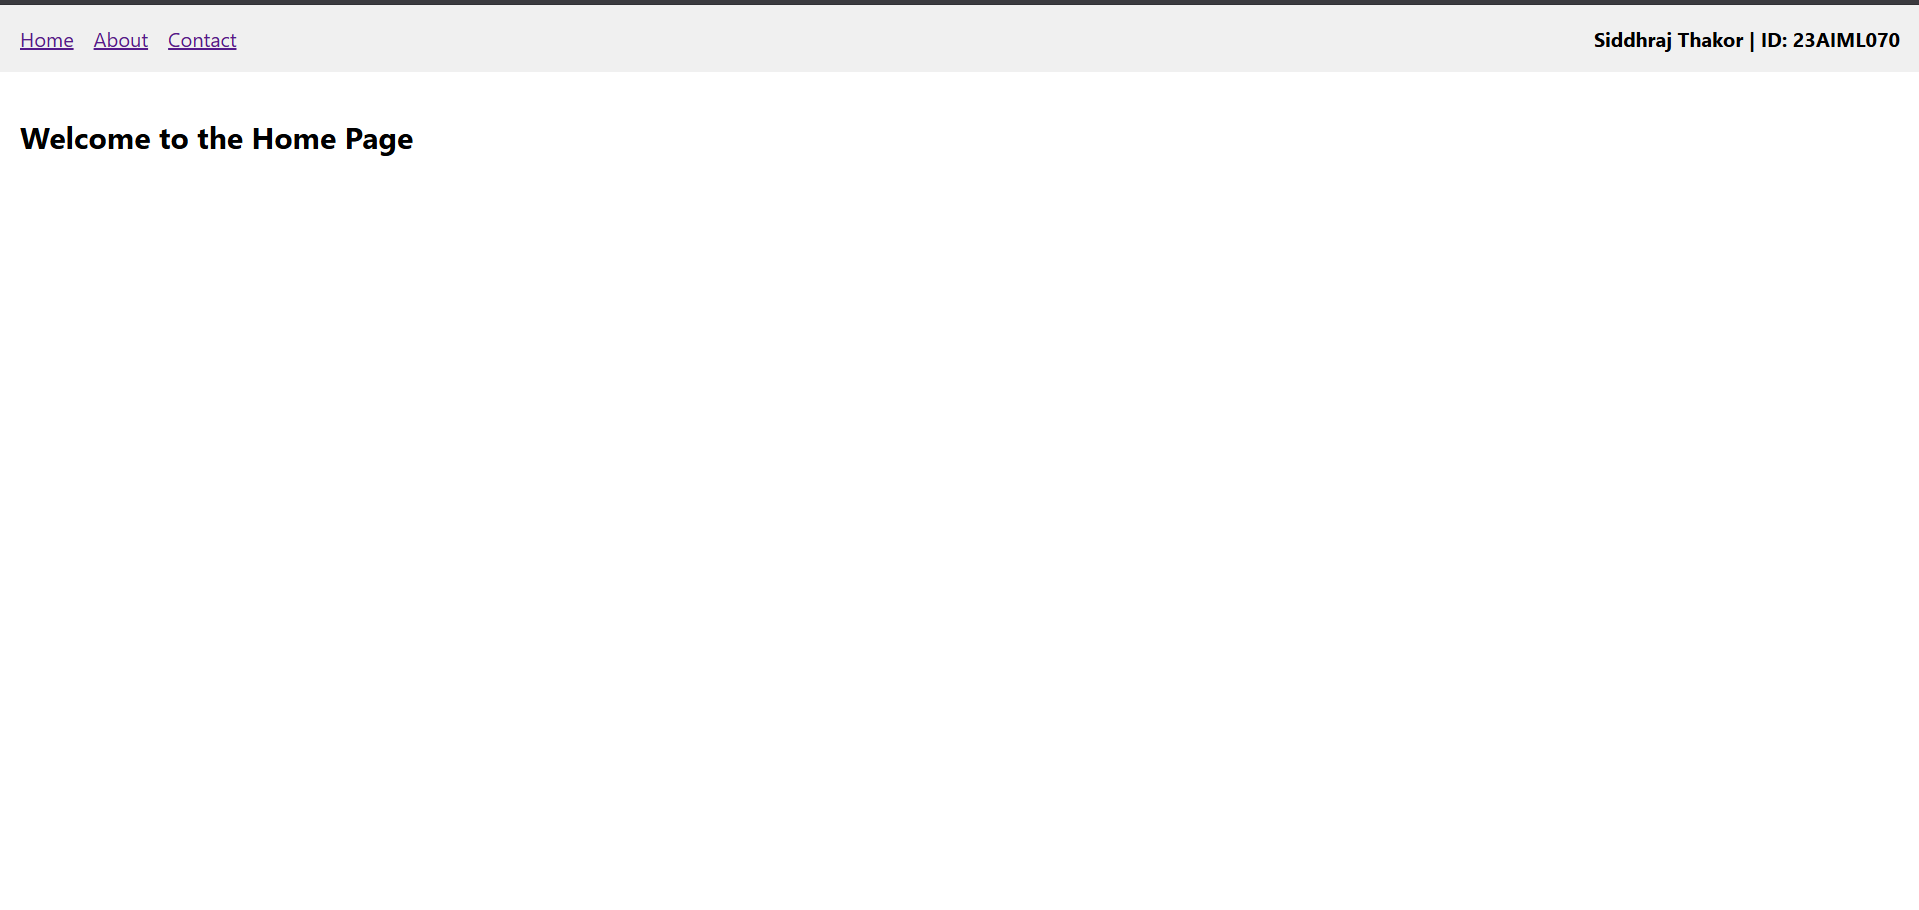 Home About Contact Siddhraj Thakor | ID: 23AIML070
Welcome to the Home Page